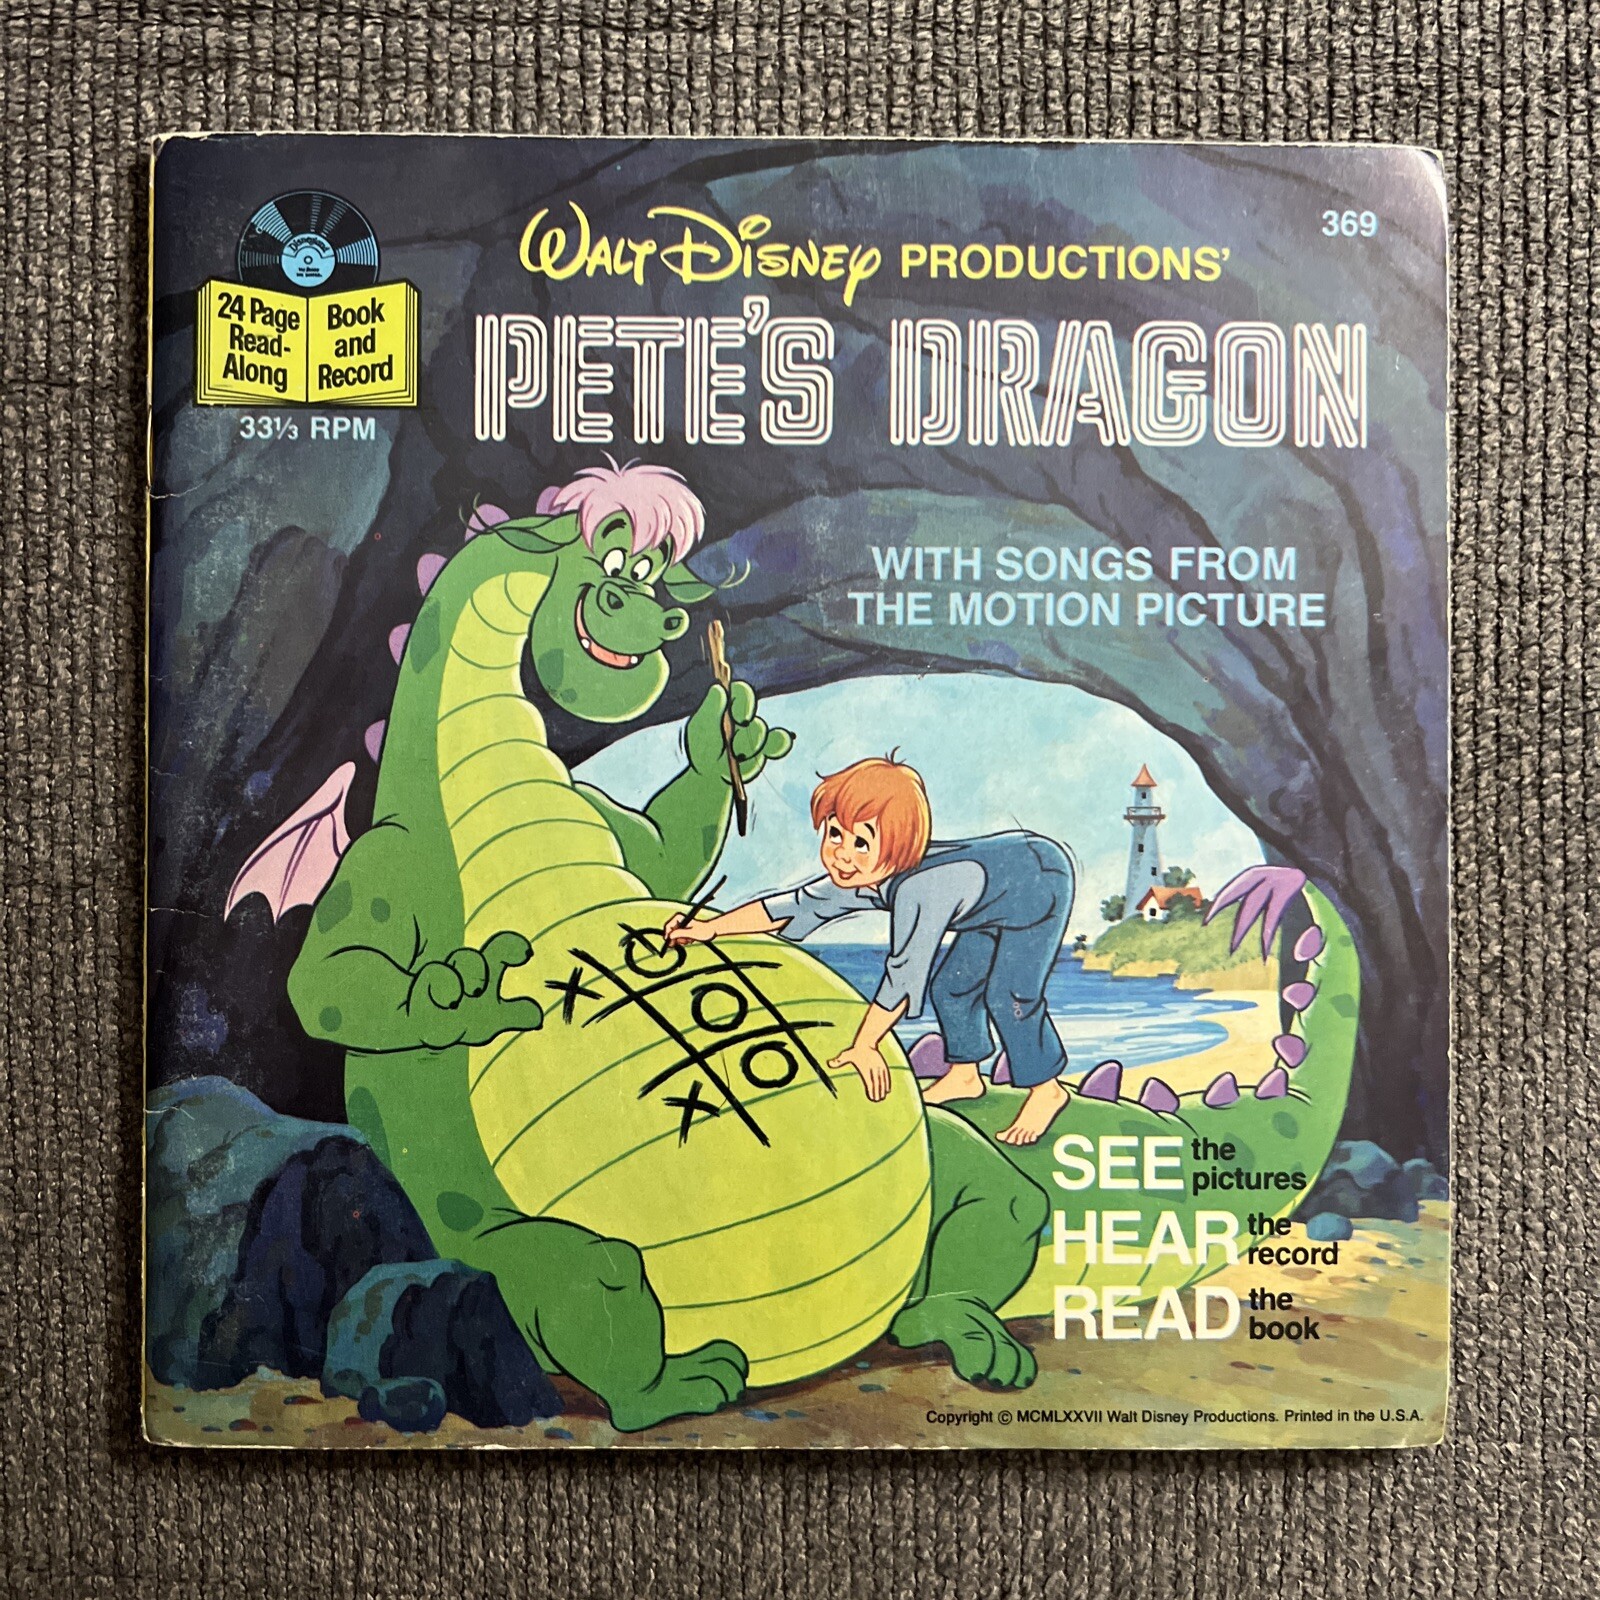 369
WALT DISNEY PRODUCTIONS'
PETE'S DRAGON
Disneyland
24 Page
Read-
Along
Book
and
Record
33⅓ RPM
WITH SONGS FROM
THE MOTION PICTURE
X O
O
X O
SEE the pictures
HEAR the record
READ the book
Copyright © MCMLXXVII Walt Disney Productions. Printed in the U.S.A.